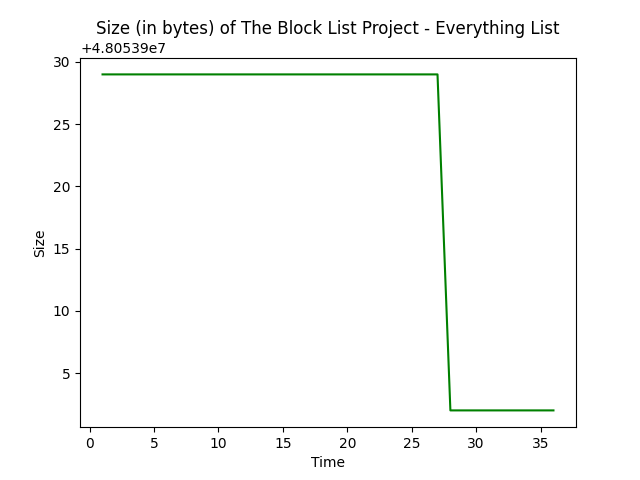 Size (in bytes) of The Block List Project - Everything List
+4.80539e7
30
25
20
15
10
5
Size
0 5 10 15 20 25 30 35
Time